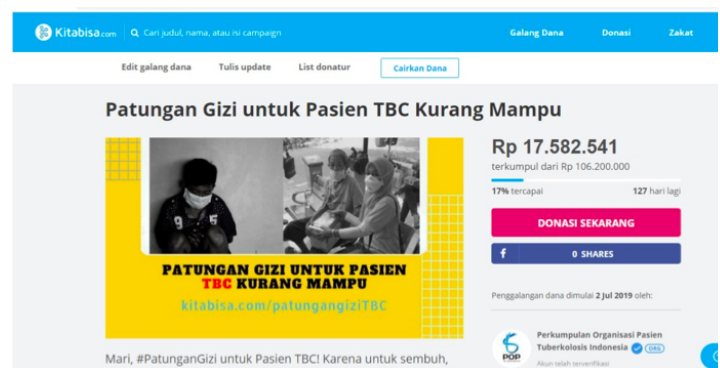 Kitabisa.com
Cari judul, nama, atau isi campaign
Galang Dana
Donasi
Zakat
Edit galang dana
Tulis update
List donatur
Cairkan Dana
Patungan Gizi untuk Pasien TBC Kurang Mampu
PATUNGAN GIZI UNTUK PASIEN
TBC KURANG MAMPU
kitabisa.com/patungangiziTBC
Mari, #PatunganGizi untuk Pasien TBC! Karena untuk sembuh,
Rp 17.582.541
terkumpul dari Rp 106.200.000
17% tercapai
127 hari lagi
DONASI SEKARANG
f
0 SHARES
Penggalangan dana dimulai 2 Jul 2019 oleh:
POP
Perkumpulan Organisasi Pasien
Tuberkolosis Indonesia ORG
Akun telah terverifikasi